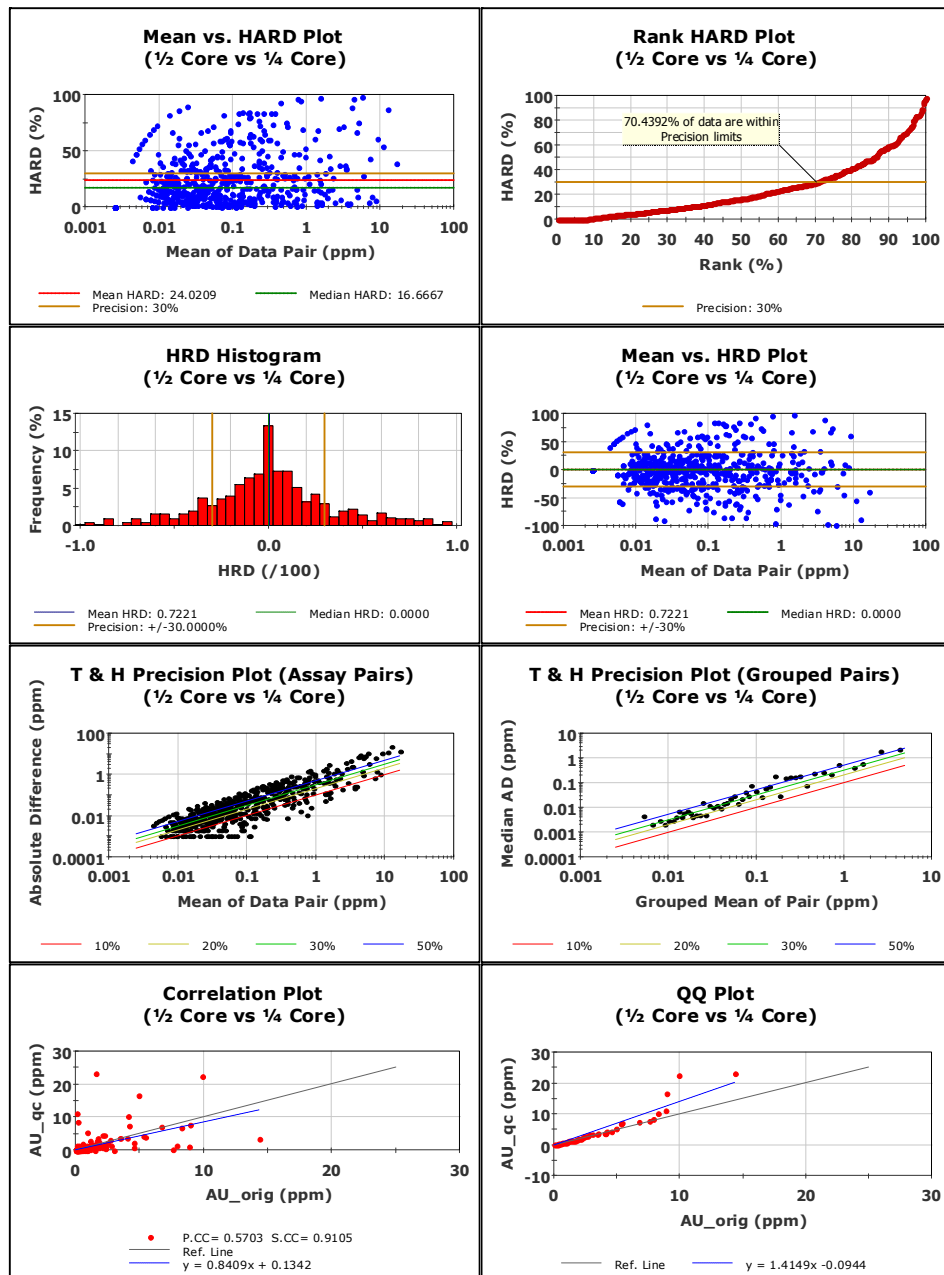 Mean vs. HARD Plot
(½ Core vs ¼ Core)
HARD (%)
100
50
0
0.001
0.01
0.1
1
10
100
Mean of Data Pair (ppm)
Mean HARD: 24.0209
Median HARD: 16.6667
Precision: 30%
Rank HARD Plot
(½ Core vs ¼ Core)
HARD (%)
100
80
60
40
20
0
70.4392% of data are within
Precision limits
0
10
20
30
40
50
60
70
80
90
100
Rank (%)
Precision: 30%
HRD Histogram
(½ Core vs ¼ Core)
Frequency (%)
15
10
5
0
-1.0
0.0
1.0
HRD (/100)
Mean HRD: 0.7221
Median HRD: 0.0000
Precision: +/-30.0000%
Mean vs. HRD Plot
(½ Core vs ¼ Core)
HRD (%)
100
50
0
-50
-100
0.001
0.01
0.1
1
10
100
Mean of Data Pair (ppm)
Mean HRD: 0.7221
Median HRD: 0.0000
Precision: +/-30%
T & H Precision Plot (Assay Pairs)
(½ Core vs ¼ Core)
Absolute Difference (ppm)
100
1
0.01
0.0001
0.001
0.01
0.1
1
10
100
Mean of Data Pair (ppm)
10%
20%
30%
50%
T & H Precision Plot (Grouped Pairs)
(½ Core vs ¼ Core)
Median AD (ppm)
10
1
0.1
0.01
0.001
0.0001
0.001
0.01
0.1
1
10
Grouped Mean of Pair (ppm)
10%
20%
30%
50%
Correlation Plot
(½ Core vs ¼ Core)
AU_qc (ppm)
30
20
10
0
0
10
20
30
AU_orig (ppm)
P.CC= 0.5703 S.CC= 0.9105
Ref. Line
y = 0.8409x + 0.1342
QQ Plot
(½ Core vs ¼ Core)
AU_qc (ppm)
30
20
10
0
-10
0
10
20
30
AU_orig (ppm)
Ref. Line
y = 1.4149x -0.0944